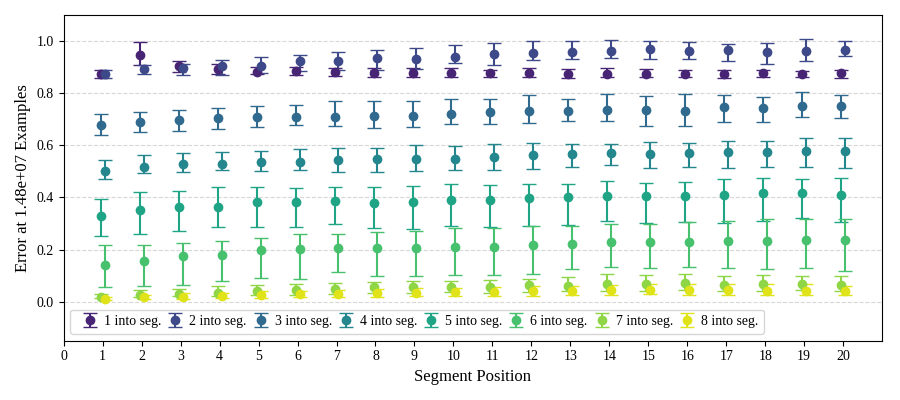 Error at 1.48e+07 Examples
1.0
0.8
0.6
0.4
0.2
0.0
1 into seg. 2 into seg. 3 into seg. 4 into seg. 5 into seg. 6 into seg. 7 into seg. 8 into seg.
0 1 2 3 4 5 6 7 8 9 10 11 12 13 14 15 16 17 18 19 20
Segment Position